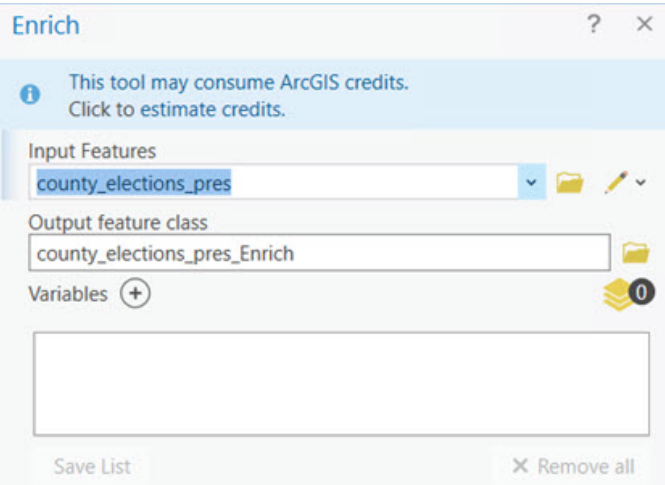 Enrich
?
This tool may consume ArcGIS credits.
Click to estimate credits.
Input Features
county_elections_pres
Output feature class
county_elections_pres_Enrich
Variables
0
Save List
Remove all